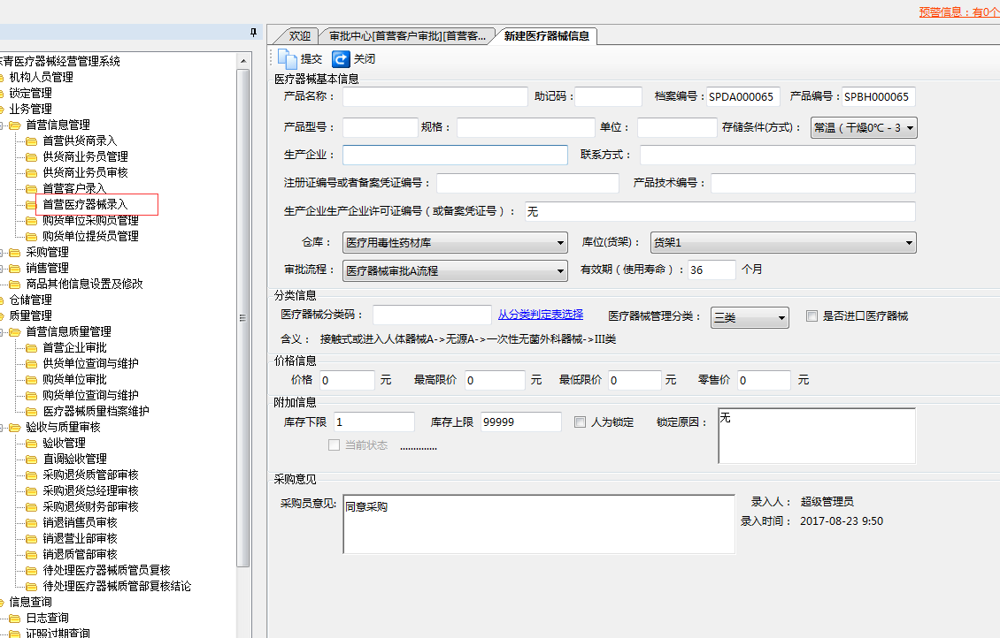 预警信息：有0个
青医疗器械经营管理系统
机构人员管理
锁定管理
业务管理
首营信息管理
首营供货商录入
供货商业务员管理
供货商业务员审核
首营客户录入
首营医疗器械录入
购货单位采购员管理
购货单位提货员管理
采购管理
销售管理
商品其他信息设置及修改
仓储管理
质量管理
首营信息质量管理
首营企业审批
供货单位查询与维护
购货单位审批
购货单位查询与维护
医疗器械质量档案维护
验收与质量审核
验收管理
直调验收管理
采购退货质管部审核
采购退货总经理审核
采购退货财务部审核
销退销售员审核
销退营业部审核
销退质管部审核
待处理医疗器械质管员复核
待处理医疗器械质管部复核结论
信息查询
日志查询
证照过期查询
欢迎 审批中心[首营客户审批][首营客... 新建医疗器械信息
提交 关闭
医疗器械基本信息
产品名称： 助记码： 档案编号： SPDA000065 产品编号： SPBH000065
产品型号： 规格： 单位： 存储条件(方式)： 常温（干燥0℃ - 3
生产企业： 联系方式：
注册证编号或者备案凭证编号： 产品技术编号：
生产企业生产企业许可证编号（或备案凭证号）： 无
仓库： 医疗用毒性药材库 库位(货架)： 货架1
审批流程： 医疗器械审批A流程 有效期（使用寿命）： 36 个月
分类信息
医疗器械分类码： 从分类判定表选择 医疗器械管理分类： 三类 是否进口医疗器械
含义： 接触式或进入人体器械A->无源A->一次性无菌外科器械->III类
价格信息
价格 0 元 最高限价 0 元 最低限价 0 元 零售价 0 元
附加信息
库存下限 1 库存上限 99999 人为锁定 锁定原因： 无
当前状态 ..............
采购意见
采购员意见: 同意采购 录入人： 超级管理员
录入时间： 2017-08-23 9:50